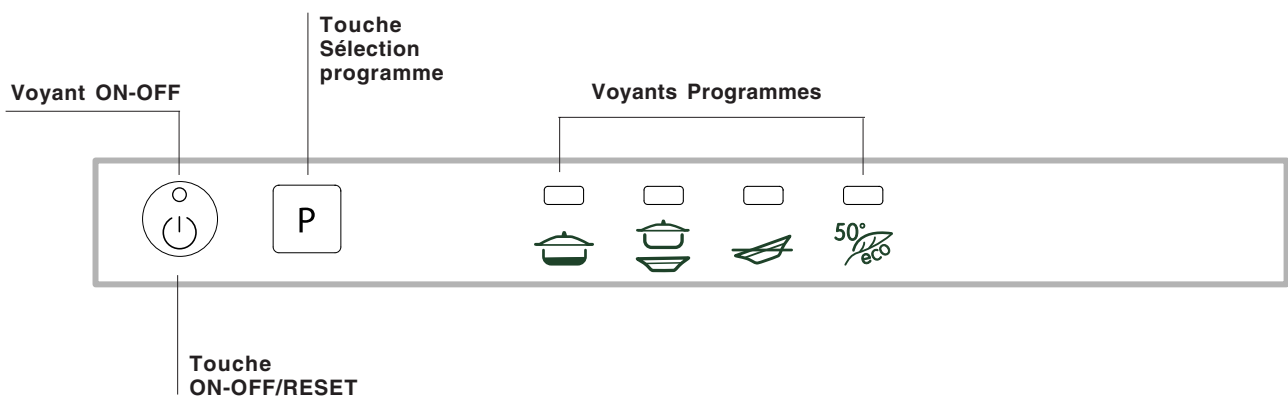 Touche
Sélection
programme
Voyant ON-OFF
Voyants Programmes
P
50°
eco
Touche
ON-OFF/RESET